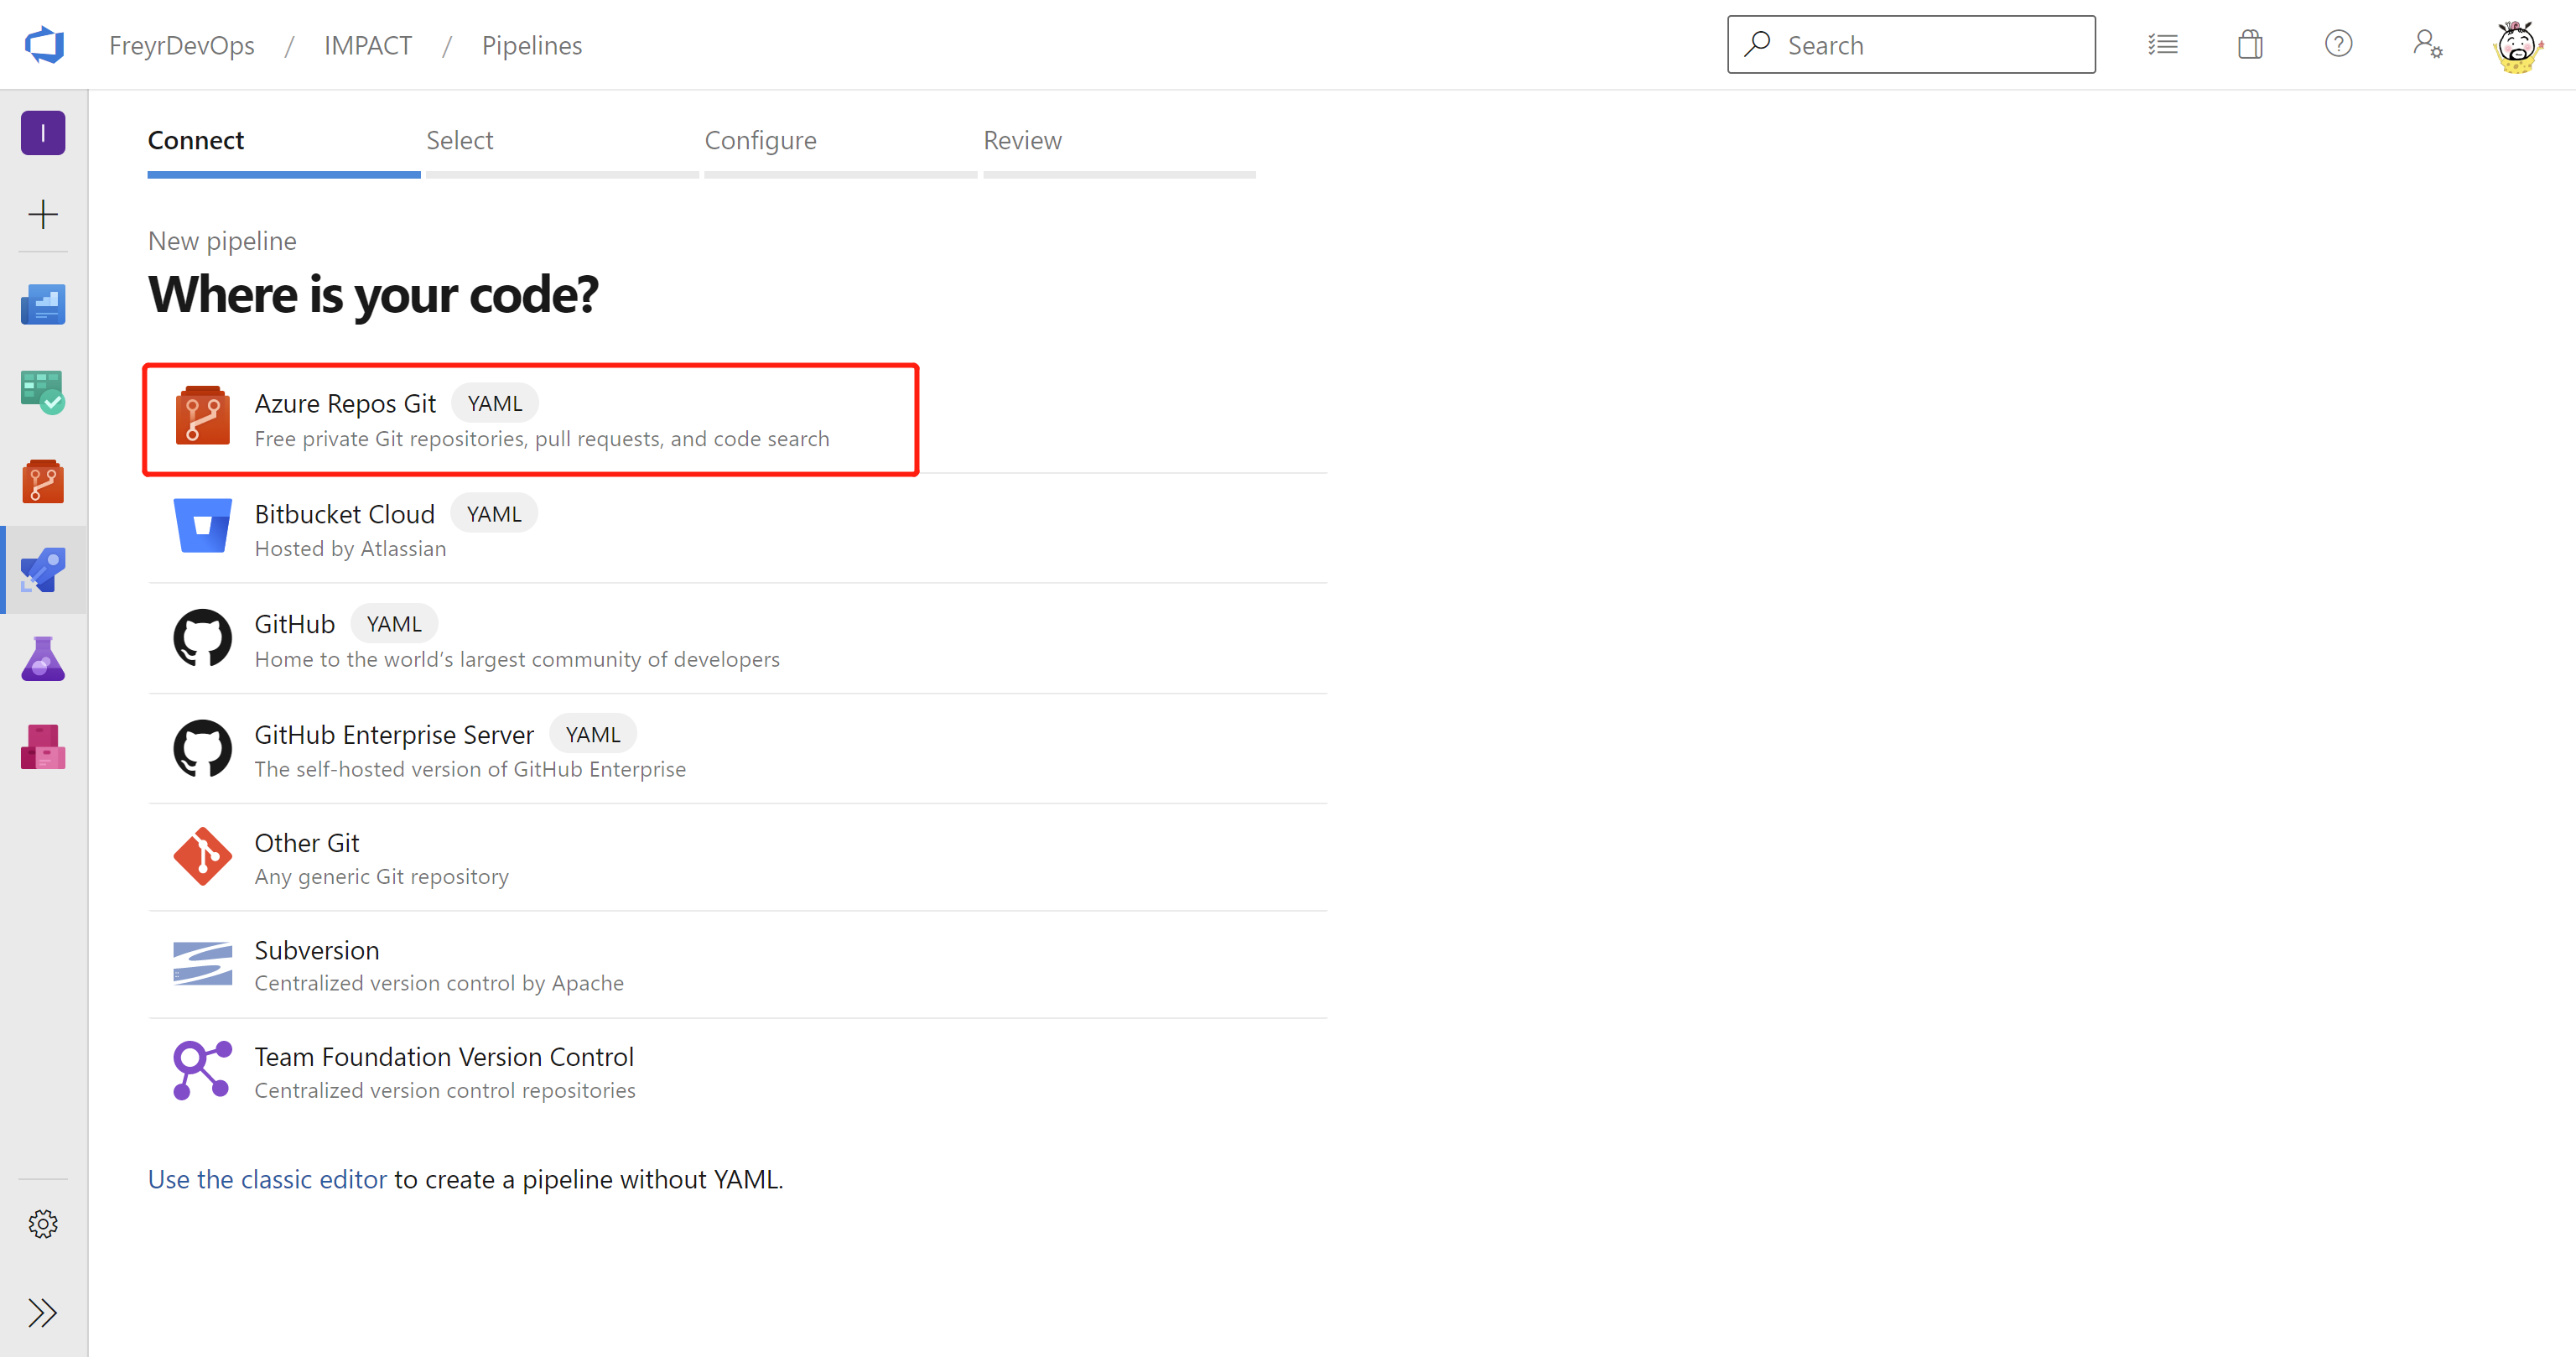 FreyrDevOps / IMPACT / Pipelines
Search
I
Connect
Select
Configure
Review
New pipeline
Where is your code?
Azure Repos Git YAML
Free private Git repositories, pull requests, and code search
Bitbucket Cloud YAML
Hosted by Atlassian
GitHub YAML
Home to the world’s largest community of developers
GitHub Enterprise Server YAML
The self-hosted version of GitHub Enterprise
Other Git
Any generic Git repository
Subversion
Centralized version control by Apache
Team Foundation Version Control
Centralized version control repositories
Use the classic editor to create a pipeline without YAML.